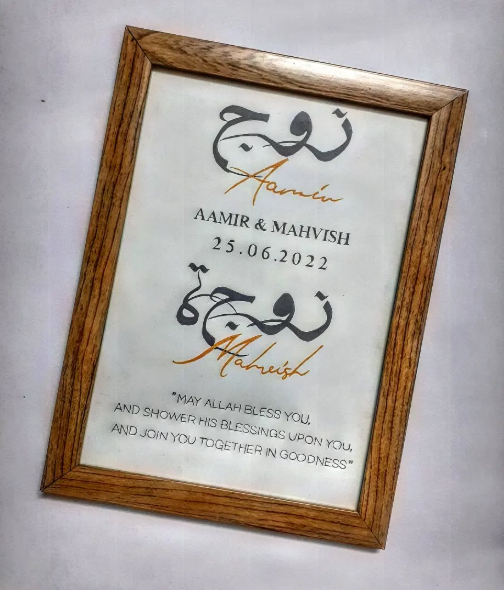 زوج
Aamir
AAMIR & MAHVISH
25.06.2022
زوجة
Mahvish
"MAY ALLAH BLESS YOU,
AND SHOWER HIS BLESSINGS UPON YOU,
AND JOIN YOU TOGETHER IN GOODNESS"